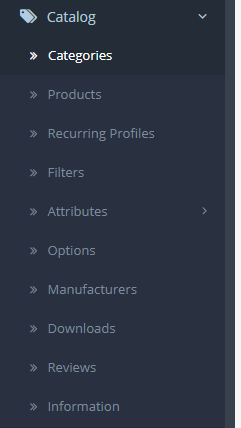 Catalog
Categories
Products
Recurring Profiles
Filters
Attributes
Options
Manufacturers
Downloads
Reviews
Information